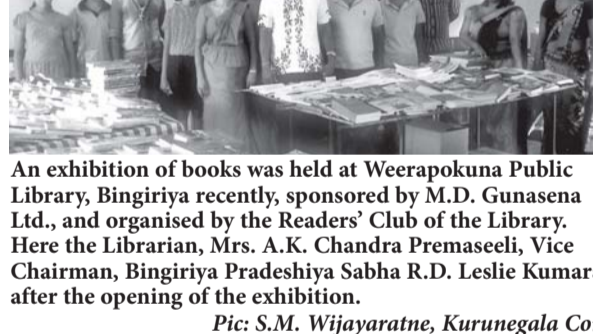 An exhibition of books was held at Weerapokuna Public
Library, Bingiriya recently, sponsored by M.D. Gunasena
Ltd., and organised by the Readers’ Club of the Library.
Here the Librarian, Mrs. A.K. Chandra Premaseeli, Vice
Chairman, Bingiriya Pradeshiya Sabha R.D. Leslie Kumar
after the opening of the exhibition.
Pic: S.M. Wijayaratne, Kurunegala Co